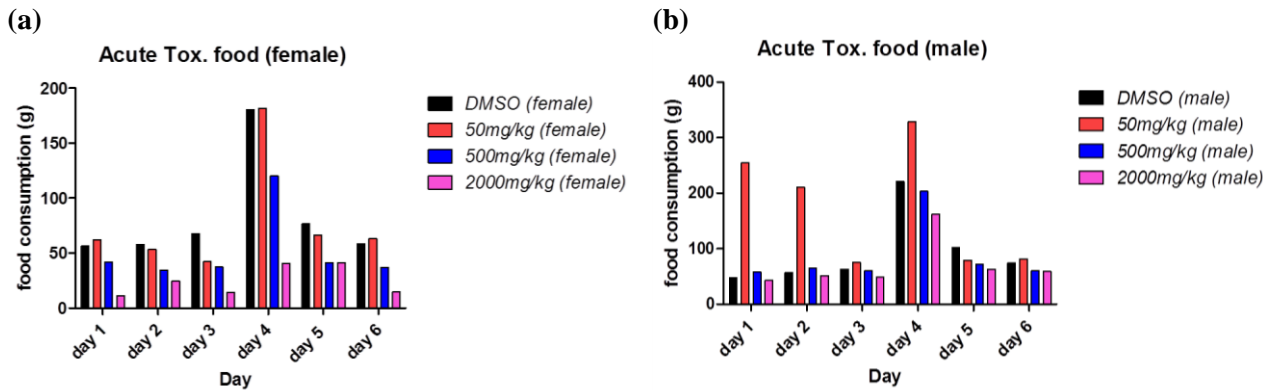 (a)
Acute Tox. food (female)
food consumption (g)
200
150
100
50
0
day 1
day 2
day 3
day 4
day 5
day 6
Day
DMSO (female)
50mg/kg (female)
500mg/kg (female)
2000mg/kg (female)
(b)
Acute Tox. food (male)
food consumption (g)
400
300
200
100
0
day 1
day 2
day 3
day 4
day 5
day 6
Day
DMSO (male)
50mg/kg (male)
500mg/kg (male)
2000mg/kg (male)